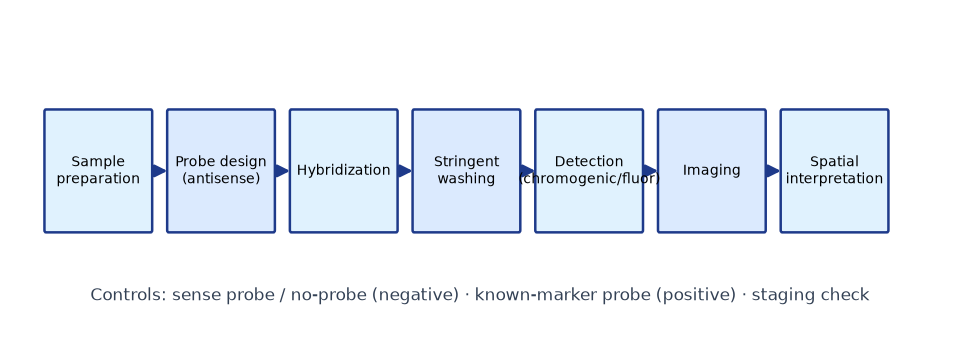 Sample
preparation
Probe design
(antisense)
Hybridization
Stringent
washing
Detection
(chromogenic/fluor)
Imaging
Spatial
interpretation
Controls: sense probe / no-probe (negative) · known-marker probe (positive) · staging check